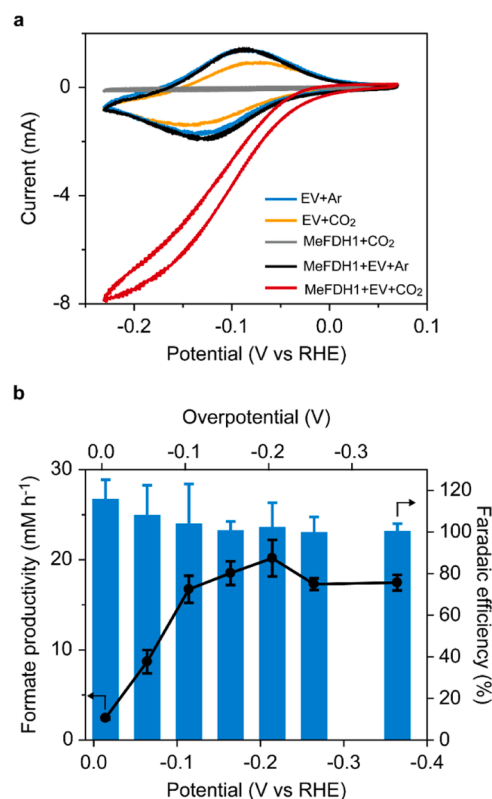 a
0
-4
-8
Current (mA)
EV+Ar
EV+CO₂
MeFDH1+CO₂
MeFDH1+EV+Ar
MeFDH1+EV+CO₂
-0.2
-0.1
0.0
0.1
Potential (V vs RHE)
b
Overpotential (V)
0.0
-0.1
-0.2
-0.3
30
20
10
0
Formate productivity (mM h⁻¹)
120
100
80
60
40
20
0
Faradaic efficiency (%)
0.0
-0.1
-0.2
-0.3
-0.4
Potential (V vs RHE)